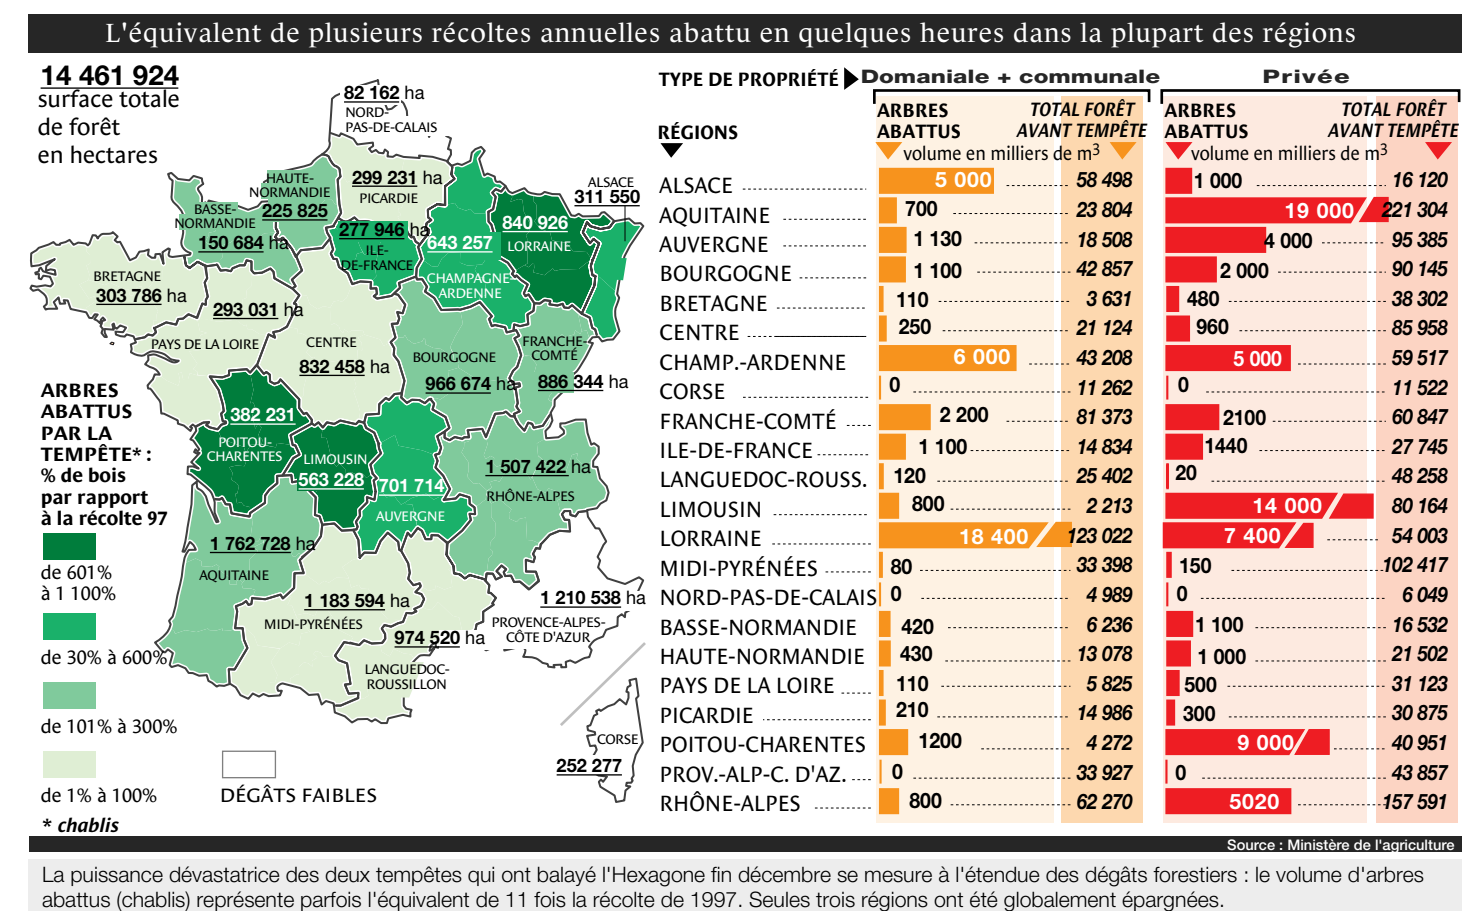 L'équivalent de plusieurs récoltes annuelles abattu en quelques heures dans la plupart des régions
14 461 924
surface totale
de forêt
en hectares
82 162 ha
NORD-
PAS-DE-CALAIS
299 231 ha
PICARDIE
HAUTE-
NORMANDIE
225 825
BASSE-
NORMANDIE
150 684 ha
277 946 ha
ILE-
DE-FRANCE
643 257
CHAMPAGNE-
ARDENNE
840 926
LORRAINE
ALSACE
311 550
BRETAGNE
303 786 ha
293 031 ha
PAYS DE LA LOIRE
CENTRE
832 458 ha
BOURGOGNE
966 674 ha
FRANCHE-
COMTÉ
886 344 ha
382 231
POITOU-
CHARENTES
LIMOUSIN
563 228
701 714
AUVERGNE
1 507 422 ha
RHÔNE-ALPES
1 762 728 ha
AQUITAINE
1 183 594 ha
MIDI-PYRÉNÉES
974 520 ha
LANGUEDOC-
ROUSSILLON
1 210 538 ha
PROVENCE-ALPES-
CÔTE D'AZUR
CORSE
252 277
ARBRES
ABATTUS
PAR LA
TEMPÊTE* :
% de bois
par rapport
à la récolte 97
de 601%
à 1 100%
de 30% à 600%
de 101% à 300%
de 1% à 100%
DÉGÂTS FAIBLES
* chablis
TYPE DE PROPRIÉTÉ Domaniale + communale Privée
RÉGIONS
ARBRES ABATTUS TOTAL FORÊT AVANT TEMPÊTE ARBRES ABATTUS TOTAL FORÊT AVANT TEMPÊTE
volume en milliers de m3 volume en milliers de m3
ALSACE 5 000 58 498 1 000 16 120
AQUITAINE 700 23 804 19 000 221 304
AUVERGNE 1 130 18 508 4 000 95 385
BOURGOGNE 1 100 42 857 2 000 90 145
BRETAGNE 110 3 631 480 38 302
CENTRE 250 21 124 960 85 958
CHAMP.-ARDENNE 6 000 43 208 5 000 59 517
CORSE 0 11 262 0 11 522
FRANCHE-COMTÉ 2 200 81 373 2100 60 847
ILE-DE-FRANCE 1 100 14 834 1440 27 745
LANGUEDOC-ROUSS. 120 25 402 20 48 258
LIMOUSIN 800 2 213 14 000 80 164
LORRAINE 18 400 123 022 7 400 54 003
MIDI-PYRÉNÉES 80 33 398 150 102 417
NORD-PAS-DE-CALAIS 0 4 989 0 6 049
BASSE-NORMANDIE 420 6 236 1 100 16 532
HAUTE-NORMANDIE 430 13 078 1 000 21 502
PAYS DE LA LOIRE 110 5 825 500 31 123
PICARDIE 210 14 986 300 30 875
POITOU-CHARENTES 1200 4 272 9 000 40 951
PROV.-ALP-C. D'AZ. 0 33 927 0 43 857
RHÔNE-ALPES 800 62 270 5020 157 591
Source : Ministère de l'agriculture
La puissance dévastatrice des deux tempêtes qui ont balayé l'Hexagone fin décembre se mesure à l'étendue des dégâts forestiers : le volume d'arbres
abattus (chablis) représente parfois l'équivalent de 11 fois la récolte de 1997. Seules trois régions ont été globalement épargnées.